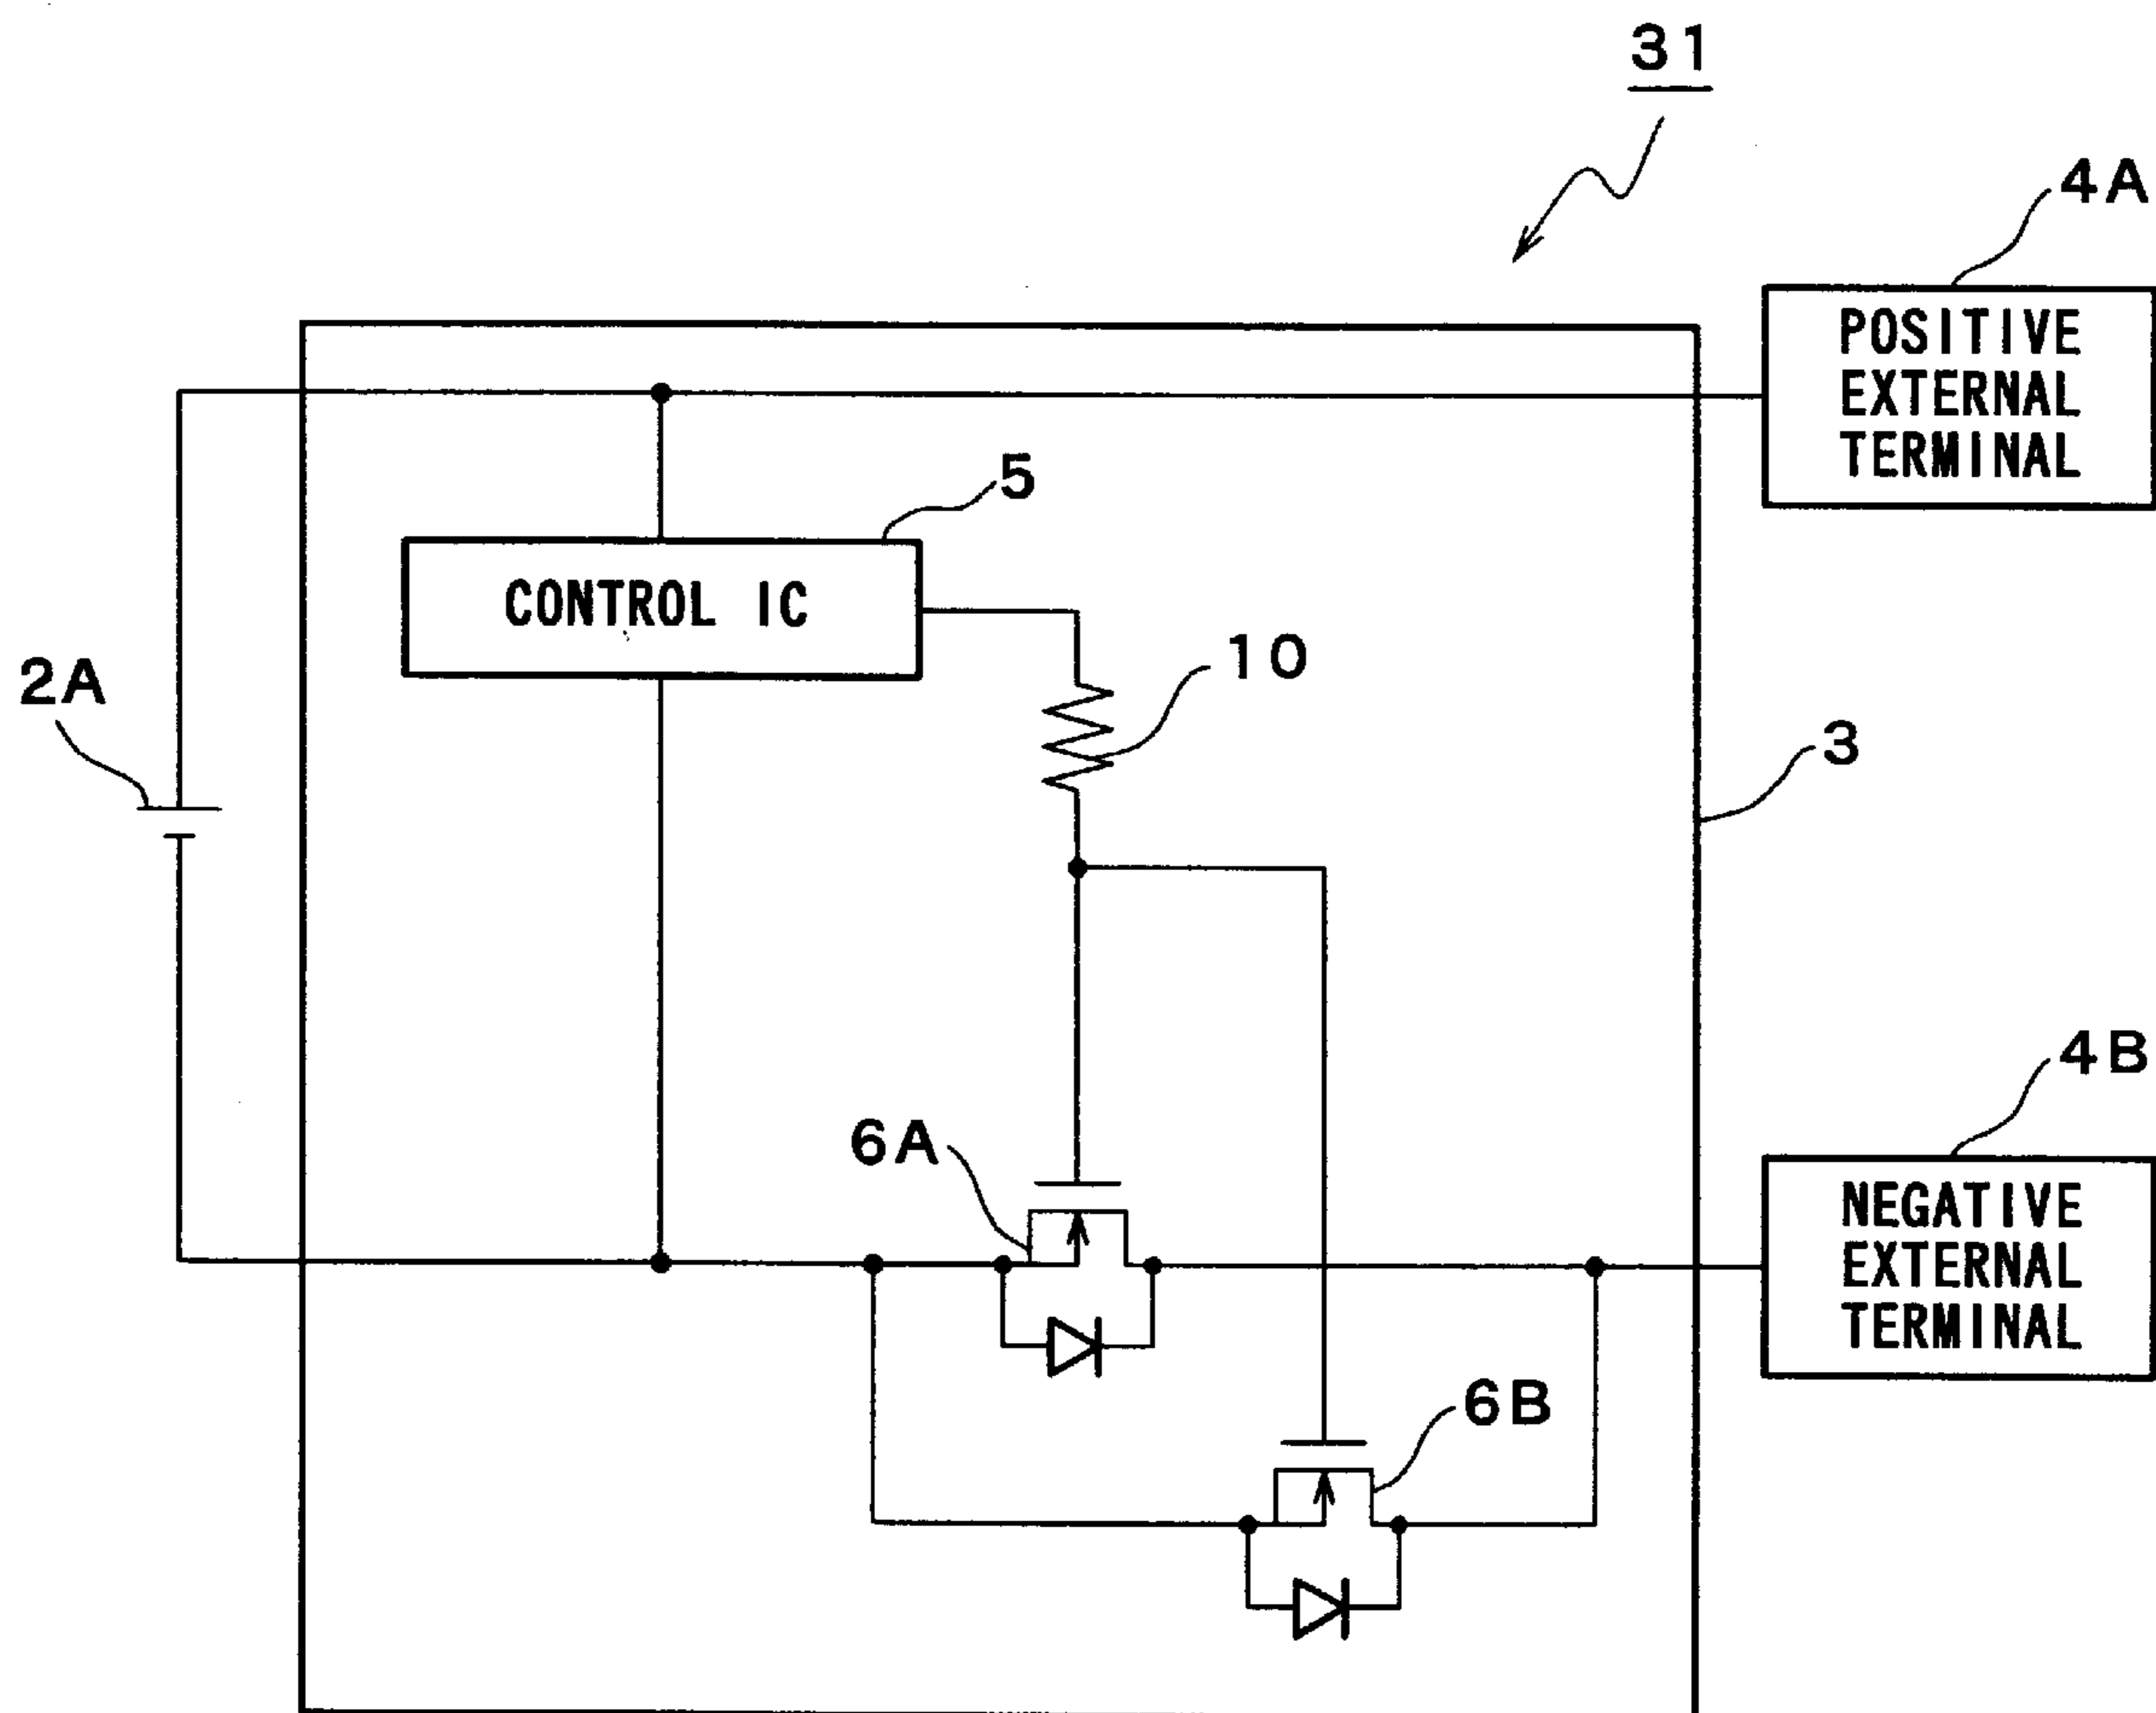 31
4A
POSITIVE
EXTERNAL
TERMINAL
5
CONTROL IC
10
2A
3
4B
6A
NEGATIVE
EXTERNAL
TERMINAL
6B